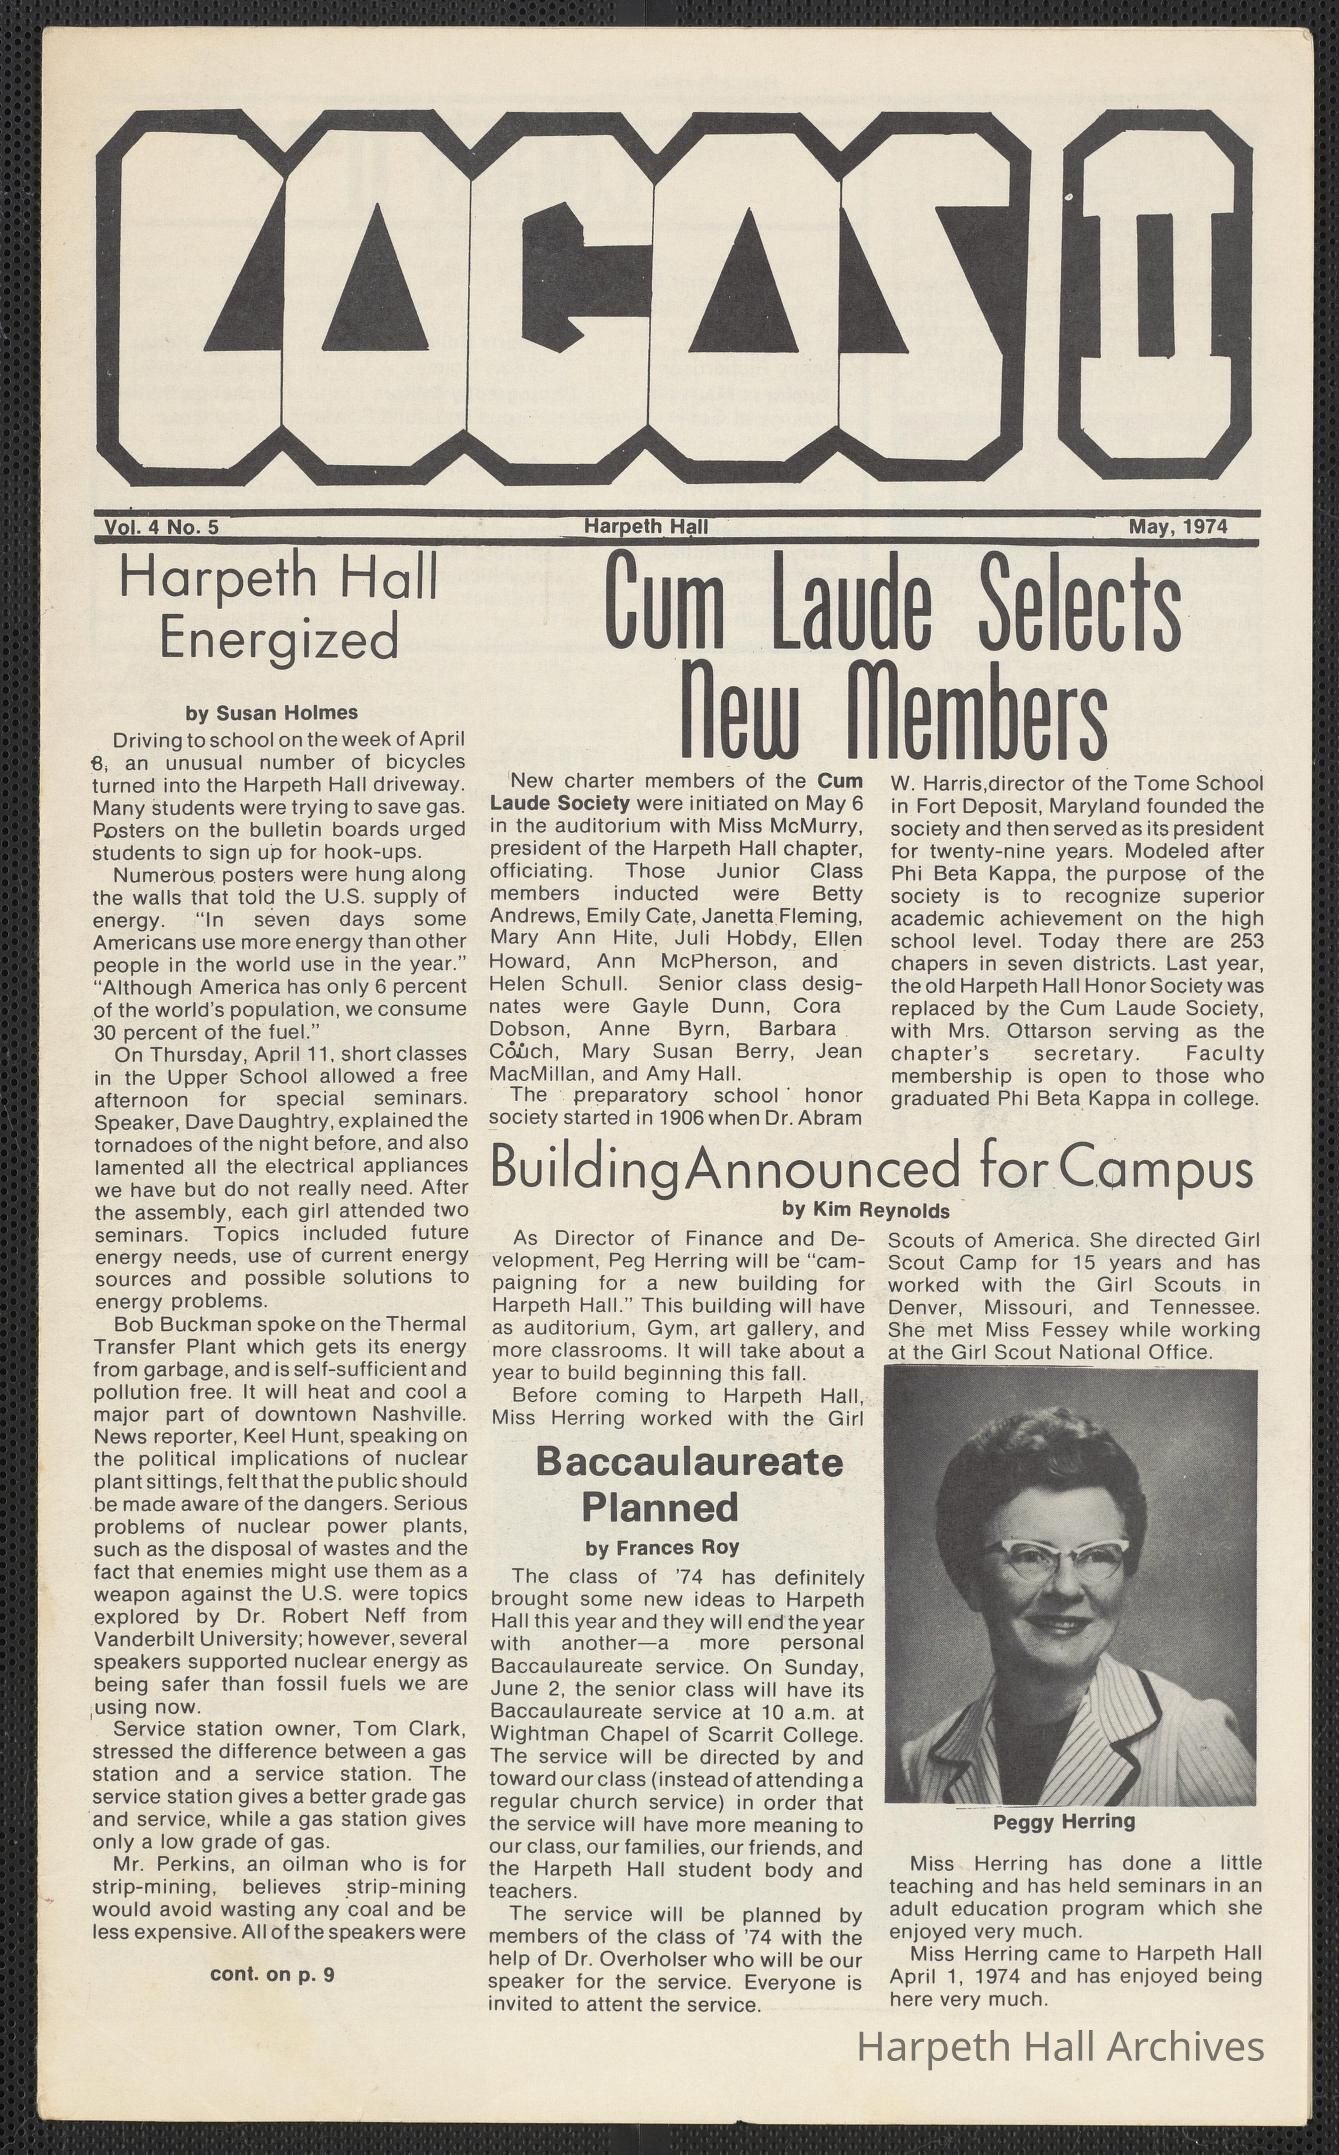 LOGOS II
Vol. 4 No. 5
Harpeth Hall
May, 1974
Harpeth Hall
Energized
by Susan Holmes
Driving to school on the week of April
8, an unusual number of bicycles
turned into the Harpeth Hall driveway.
Many students were trying to save gas.
Posters on the bulletin boards urged
students to sign up for hook-ups.
Numerous posters were hung along
the walls that told the U.S. supply of
energy. “In seven days some
Americans use more energy than other
people in the world use in the year.”
“Although America has only 6 percent
of the world’s population, we consume
30 percent of the fuel.”
On Thursday, April 11, short classes
in the Upper School allowed a free
afternoon for special seminars.
Speaker, Dave Daughtry, explained the
tornadoes of the night before, and also
lamented all the electrical appliances
we have but do not really need. After
the assembly, each girl attended two
seminars. Topics included future
energy needs, use of current energy
sources and possible solutions to
energy problems.
Bob Buckman spoke on the Thermal
Transfer Plant which gets its energy
from garbage, and is self-sufficient and
pollution free. It will heat and cool a
major part of downtown Nashville.
News reporter, Keel Hunt, speaking on
the political implications of nuclear
plant sittings, felt that the public should
be made aware of the dangers. Serious
problems of nuclear power plants,
such as the disposal of wastes and the
fact that enemies might use them as a
weapon against the U.S. were topics
explored by Dr. Robert Neff from
Vanderbilt University; however, several
speakers supported nuclear energy as
being safer than fossil fuels we are
using now.
Service station owner, Tom Clark,
stressed the difference between a gas
station and a service station. The
service station gives a better grade gas
and service, while a gas station gives
only a low grade of gas.
Mr. Perkins, an oilman who is for
strip-mining, believes strip-mining
would avoid wasting any coal and be
less expensive. All of the speakers were
cont. on p. 9
Cum Laude Selects
New Members
New charter members of the Cum
Laude Society were initiated on May 6
in the auditorium with Miss McMurry,
president of the Harpeth Hall chapter,
officiating. Those Junior Class
members inducted were Betty
Andrews, Emily Cate, Janetta Fleming,
Mary Ann Hite, Juli Hobdy, Ellen
Howard, Ann McPherson, and
Helen Schull. Senior class desig-
nates were Gayle Dunn, Cora
Dobson, Anne Byrn, Barbara
Couch, Mary Susan Berry, Jean
MacMillan, and Amy Hall.
The preparatory school honor
society started in 1906 when Dr. Abram
W. Harris,director of the Tome School
in Fort Deposit, Maryland founded the
society and then served as its president
for twenty-nine years. Modeled after
Phi Beta Kappa, the purpose of the
society is to recognize superior
academic achievement on the high
school level. Today there are 253
chapers in seven districts. Last year,
the old Harpeth Hall Honor Society was
replaced by the Cum Laude Society,
with Mrs. Ottarson serving as the
chapter’s secretary. Faculty
membership is open to those who
graduated Phi Beta Kappa in college.
Building Announced for Campus
by Kim Reynolds
As Director of Finance and De-
velopment, Peg Herring will be “cam-
paigning for a new building for
Harpeth Hall.” This building will have
as auditorium, Gym, art gallery, and
more classrooms. It will take about a
year to build beginning this fall.
Before coming to Harpeth Hall,
Miss Herring worked with the Girl
Scouts of America. She directed Girl
Scout Camp for 15 years and has
worked with the Girl Scouts in
Denver, Missouri, and Tennessee.
She met Miss Fessey while working
at the Girl Scout National Office.
Peggy Herring
Miss Herring has done a little
teaching and has held seminars in an
adult education program which she
enjoyed very much.
Miss Herring came to Harpeth Hall
April 1, 1974 and has enjoyed being
here very much.
Baccaulaureate
Planned
by Frances Roy
The class of ’74 has definitely
brought some new ideas to Harpeth
Hall this year and they will end the year
with another—a more personal
Baccaulaureate service. On Sunday,
June 2, the senior class will have its
Baccaulaureate service at 10 a.m. at
Wightman Chapel of Scarrit College.
The service will be directed by and
toward our class (instead of attending a
regular church service) in order that
the service will have more meaning to
our class, our families, our friends, and
the Harpeth Hall student body and
teachers.
The service will be planned by
members of the class of ’74 with the
help of Dr. Overholser who will be our
speaker for the service. Everyone is
invited to attent the service.
Harpeth Hall Archives